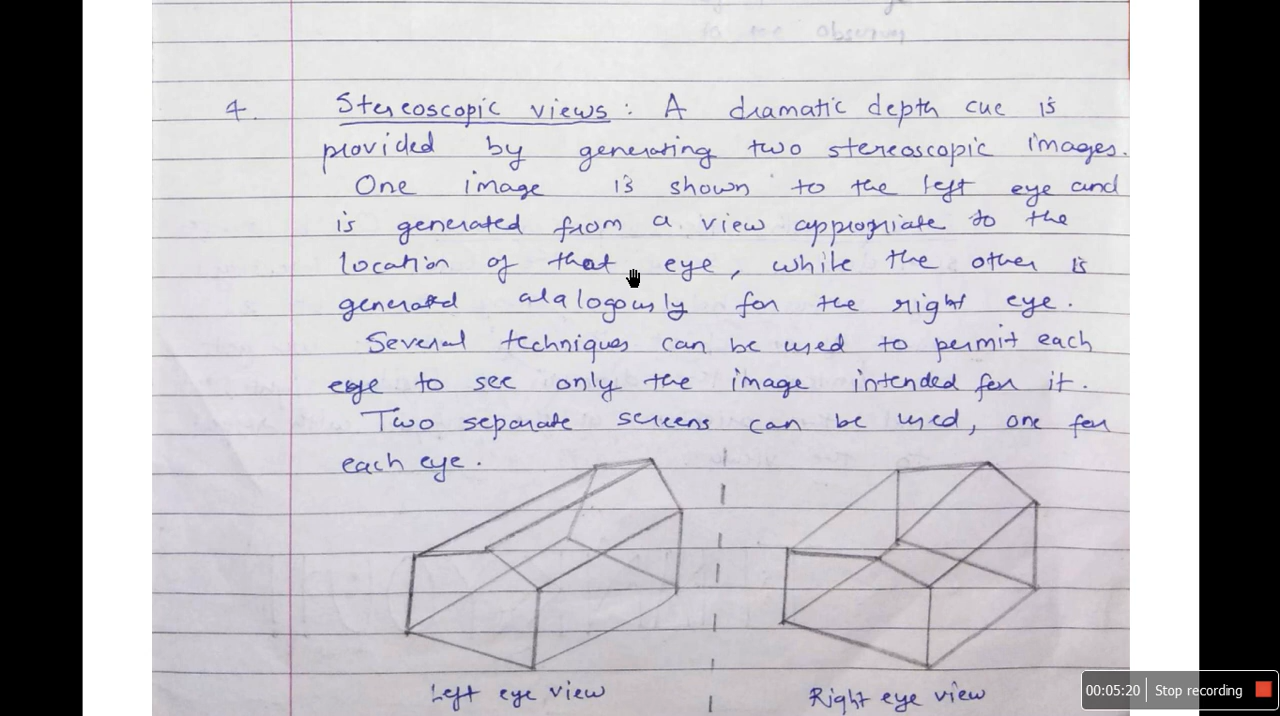 4. Stereoscopic views : A dramatic depth cue is
provided by generating two stereoscopic images.
One image is shown to the left eye and
is generated from a view appropriate to the
location of that eye, while the other is
generated analogously for the right eye.
Several techniques can be used to permit each
eye to see only the image intended for it.
Two separate screens can be used, one for
each eye.
Left eye view
Right eye view
00:05:20 Stop recording